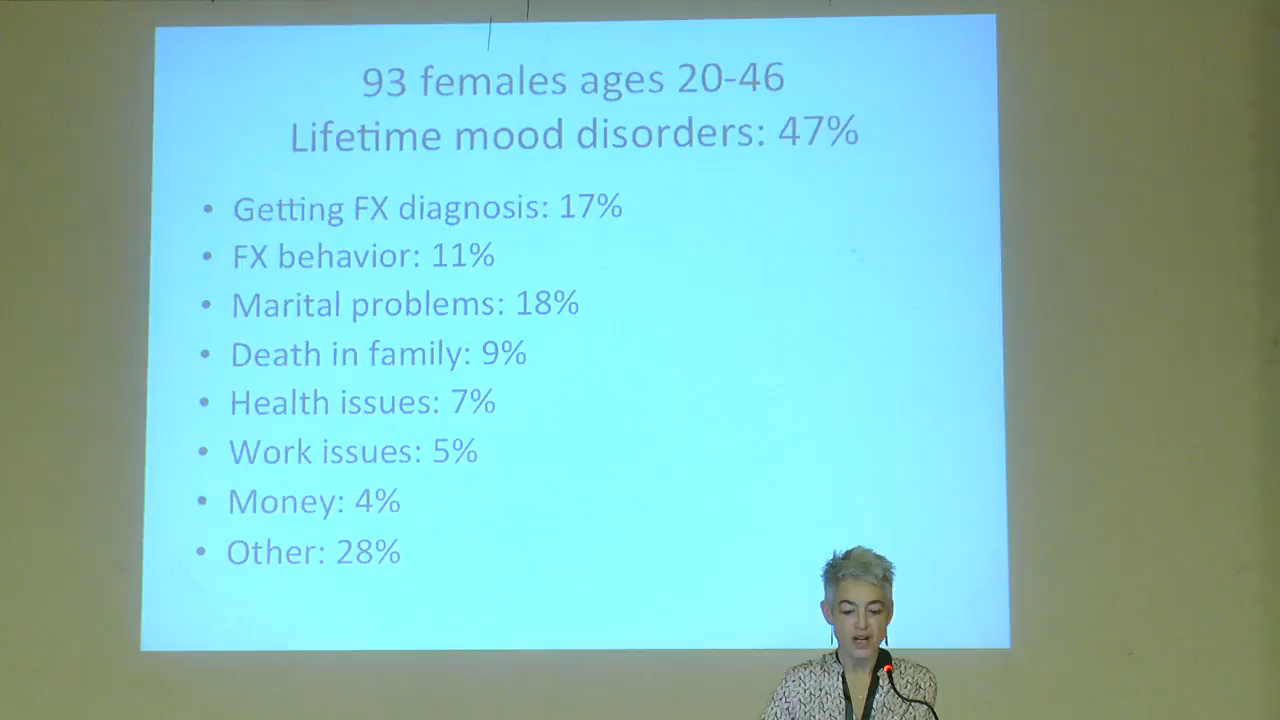 93 females ages 20-46
Lifetime mood disorders: 47%
• Getting FX diagnosis: 17%
• FX behavior: 11%
• Marital problems: 18%
• Death in family: 9%
• Health issues: 7%
• Work issues: 5%
• Money: 4%
• Other: 28%